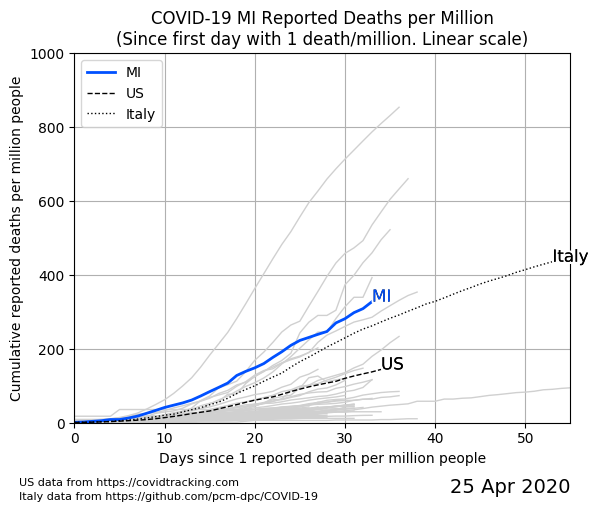 COVID-19 MI Reported Deaths per Million
(Since first day with 1 death/million. Linear scale)
1000
800
600
400
200
0
Cumulative reported deaths per million people
MI
US
Italy
Italy
MI
US
0 10 20 30 40 50
Days since 1 reported death per million people
US data from https://covidtracking.com
Italy data from https://github.com/pcm-dpc/COVID-19
25 Apr 2020